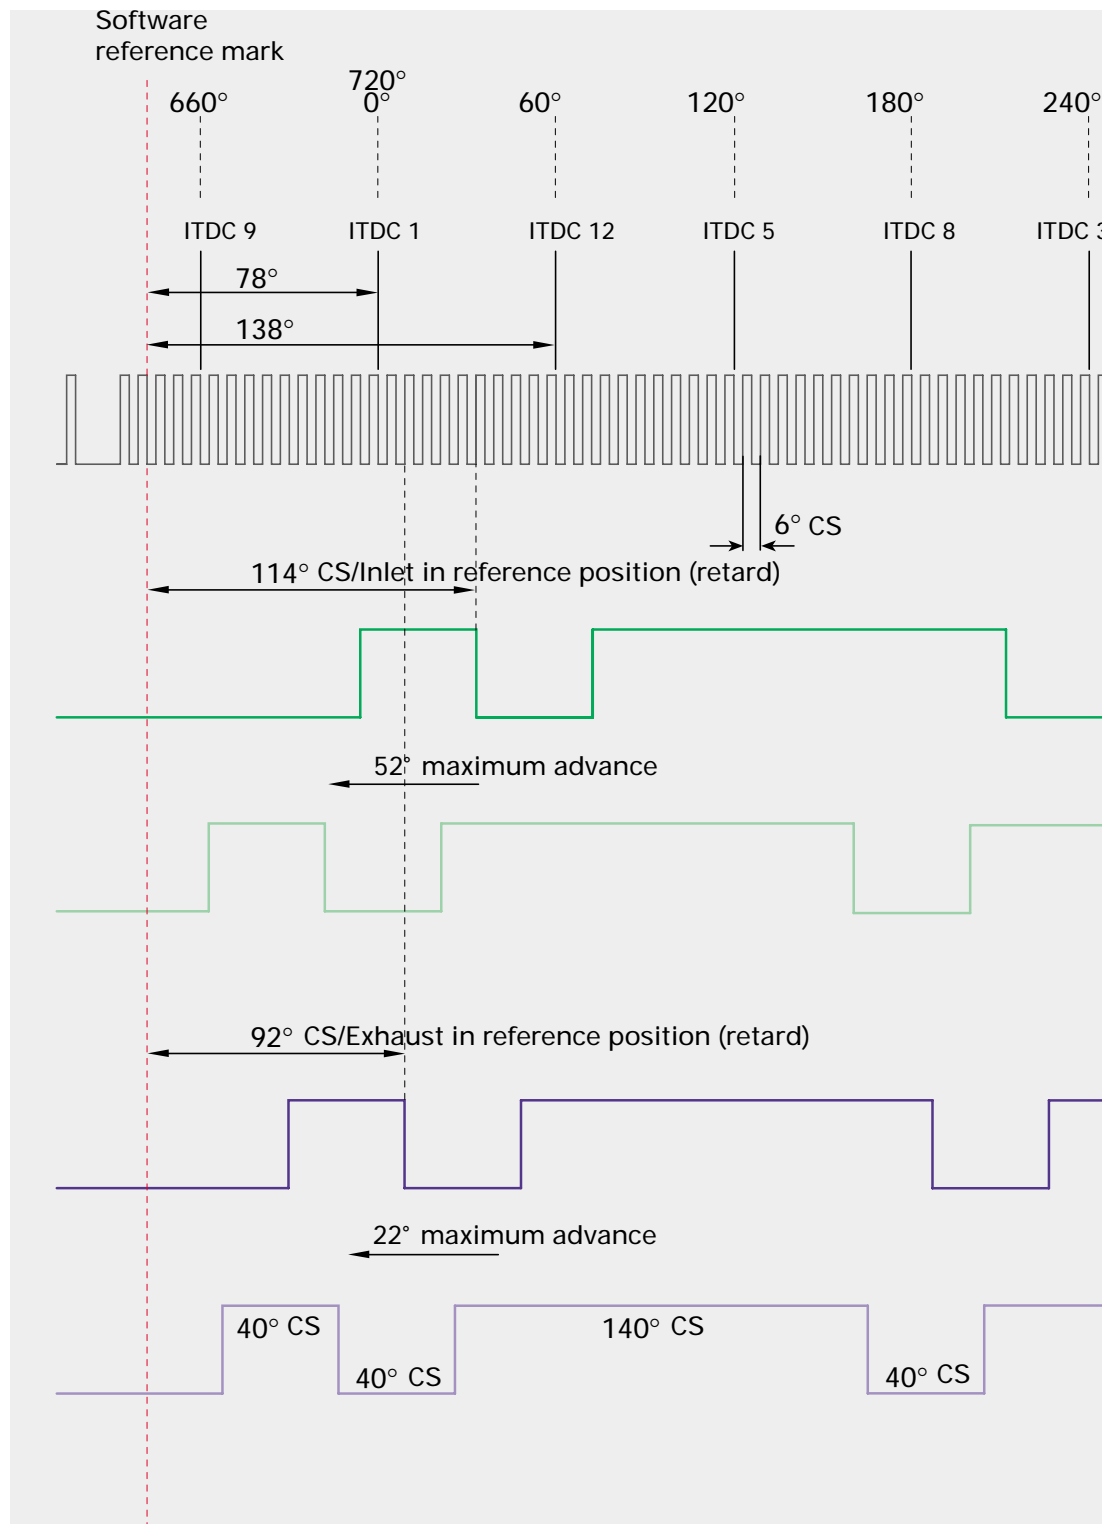 Software
reference mark
720°
660° 0° 60° 120° 180° 240°
ITDC 9 ITDC 1 ITDC 12 ITDC 5 ITDC 8 ITDC 3
78°
138°
6° CS
114° CS/Inlet in reference position (retard)
52° maximum advance
92° CS/Exhaust in reference position (retard)
22° maximum advance
40° CS 140° CS
40° CS 40° CS